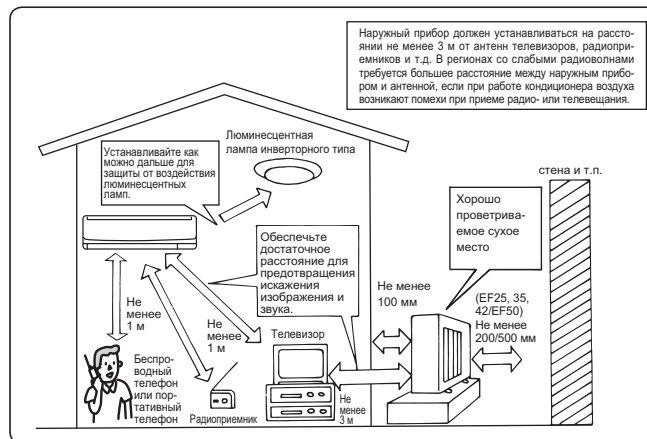 Наружный прибор должен устанавливаться на рассто-
янии не менее 3 м от антенн телевизоров, радиопри-
емников и т.д. В регионах со слабыми радиоволнами
требуется большее расстояние между наружным прибо-
ром и антенной, если при работе кондиционера воздуха
возникают помехи при приеме радио- или телевещания.
Люминесцентная
лампа инверторного типа
Устанавливайте как
можно дальше для
защиты от воздействия
люминесцентных
ламп.
стена и т.п.
Хорошо
проветрива-
емое сухое
место
Обеспечьте
достаточное
расстояние для
предотвращения
искажения
изображения и
звука.
Не менее
100 мм
(EF25, 35,
42/EF50)
Не менее
200/500 мм
Не
менее
1 м
Не
менее
1 м
Телевизор
Беспро-
водный
телефон
или пор-
тативный
телефон
Радиоприемник
Не
менее
3 м